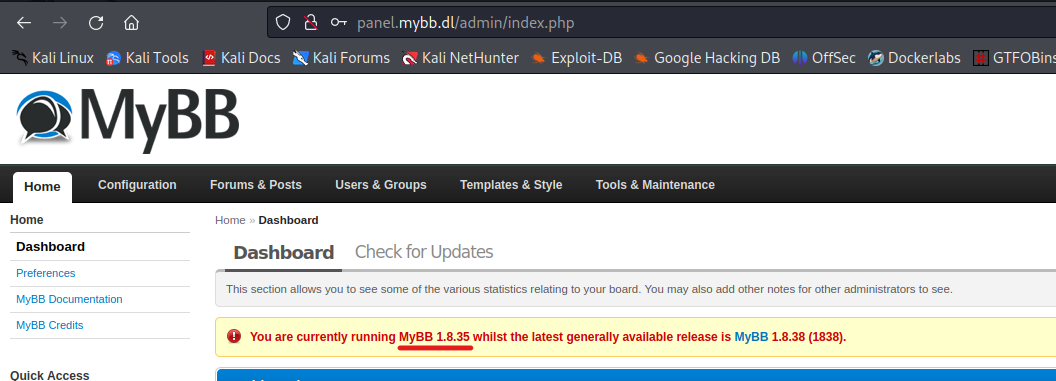 panel.mybb.dl/admin/index.php
Kali Linux Kali Tools Kali Docs Kali Forums Kali NetHunter Exploit-DB Google Hacking DB OffSec Dockerlabs GTFOBins
MyBB
Home Configuration Forums & Posts Users & Groups Templates & Style Tools & Maintenance
Home
Dashboard
Preferences
MyBB Documentation
MyBB Credits
Quick Access
Home » Dashboard
Dashboard Check for Updates
This section allows you to see some of the various statistics relating to your board. You may also add other notes for other administrators to see.
You are currently running MyBB 1.8.35 whilst the latest generally available release is MyBB 1.8.38 (1838).